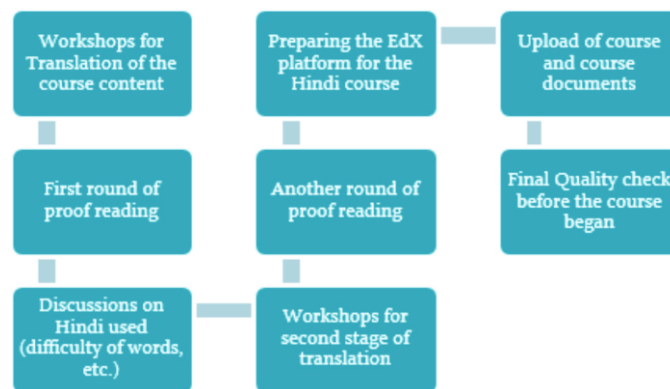 Workshops for
Translation of the
course content
First round of
proof reading
Discussions on
Hindi used
(difficulty of words,
etc.)
Workshops for
second stage of
translation
Another round of
proof reading
Preparing the EdX
platform for the
Hindi course
Upload of course
and course
documents
Final Quality check
before the course
began